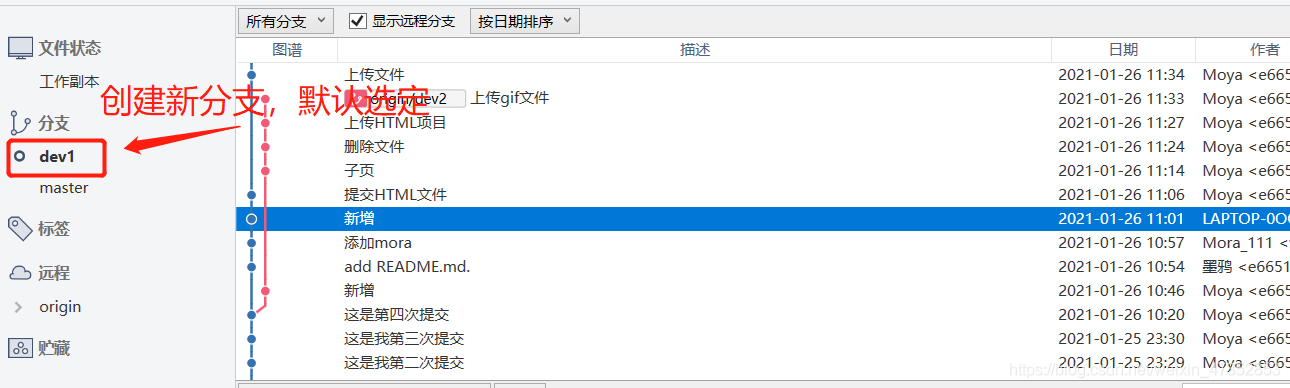 所有分支 显示远程分支 按日期排序
图谱 描述 日期 作者
文件状态
工作副本
分支
dev1
master
标签
远程
origin
贮藏
创建新分支，默认选定
上传文件 2021-01-26 11:34 Moya <e665
origin/dev2 上传gif文件 2021-01-26 11:33 Moya <e665
上传HTML项目 2021-01-26 11:27 Moya <e665
删除文件 2021-01-26 11:24 Moya <e665
子页 2021-01-26 11:14 Moya <e665
提交HTML文件 2021-01-26 11:06 Moya <e665
新增 2021-01-26 11:01 LAPTOP-0O
添加mora 2021-01-26 10:57 Mora_111 <
add README.md. 2021-01-26 10:54 墨鸦 <e6651
新增 2021-01-26 10:46 Moya <e665
这是第四次提交 2021-01-26 10:20 Moya <e665
这是我第三次提交 2021-01-25 23:30 Moya <e665
这是我第二次提交 2021-01-25 23:29 Moya <e665